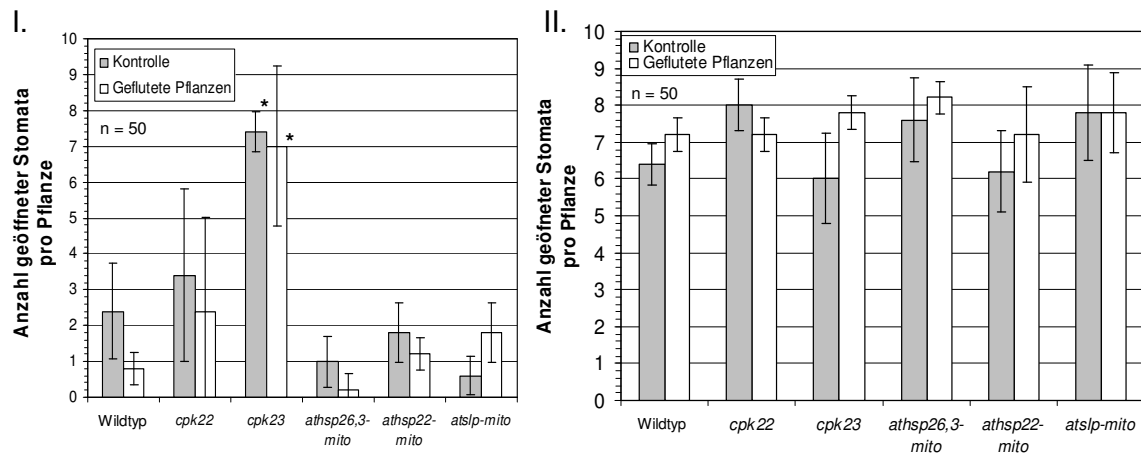 I.
Anzahl geöffneter Stomata
pro Pflanze
10
9
8
7
6
5
4
3
2
1
0
Kontrolle
Geflutete Pflanzen
n = 50
*
*
Wildtyp
cpk22
cpk23
athsp26,3-
mito
athsp22-
mito
atslp-mito
II.
Anzahl geöfneter Stomata
pro Pflanze
10
9
8
7
6
5
4
3
2
1
0
Kontrolle
Geflutete Pflanzen
n = 50
Wildtyp
cpk22
cpk23
athsp26,3-
mito
athsp22-
mito
atslp-mito